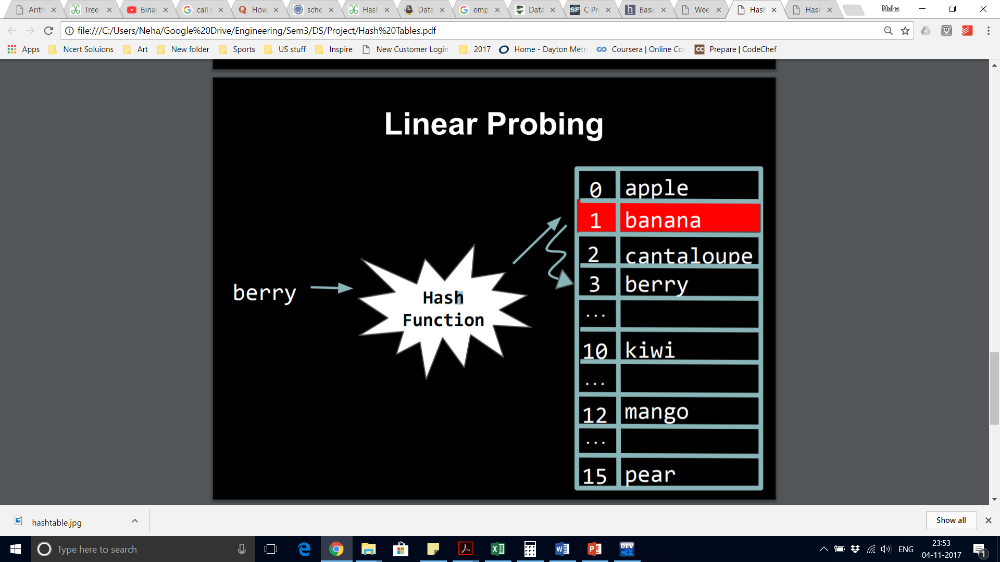 Arith Tree Binar call s How sche Hash Data emp Data C Pr Basic Wee Hash Hash Neha
file:///C:/Users/Neha/Google%20Drive/Engineering/Sem3/DS/Project/Hash%20Tables.pdf
Apps Ncert Soluions Art New folder Sports US stuff Inspire New Customer Login 2017 Home - Dayton Metr Coursera | Online Cou CC Prepare | CodeChef
Linear Probing
0 apple
1 banana
2 cantaloupe
berry
Hash
Function
3 berry
...
10 kiwi
...
12 mango
...
15 pear
hashtable.jpg
Show all
Type here to search
ENG
23:53
04-11-2017
1